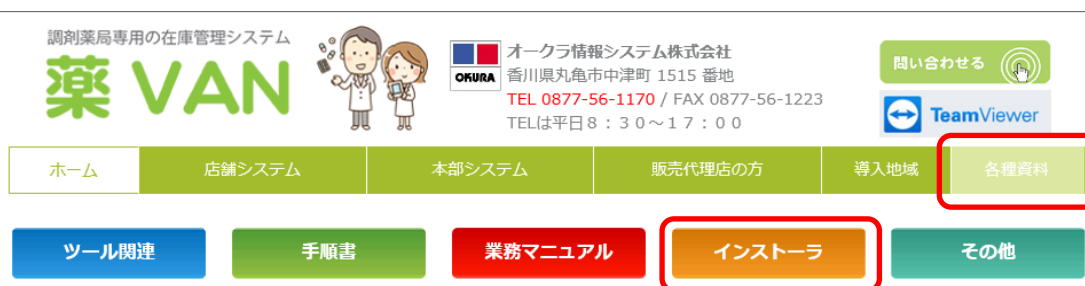 調剤薬局専用の在庫管理システム
薬 VAN
OKURA
オークラ情報システム株式会社
香川県丸亀市中津町 1515 番地
TEL 0877-56-1170 / FAX 0877-56-1223
TELは平日8:30～17:00
問い合わせる
TeamViewer
ホーム 店舗システム 本部システム 販売代理店の方 導入地域 各種資料
ツール関連 手順書 業務マニュアル インストーラ その他